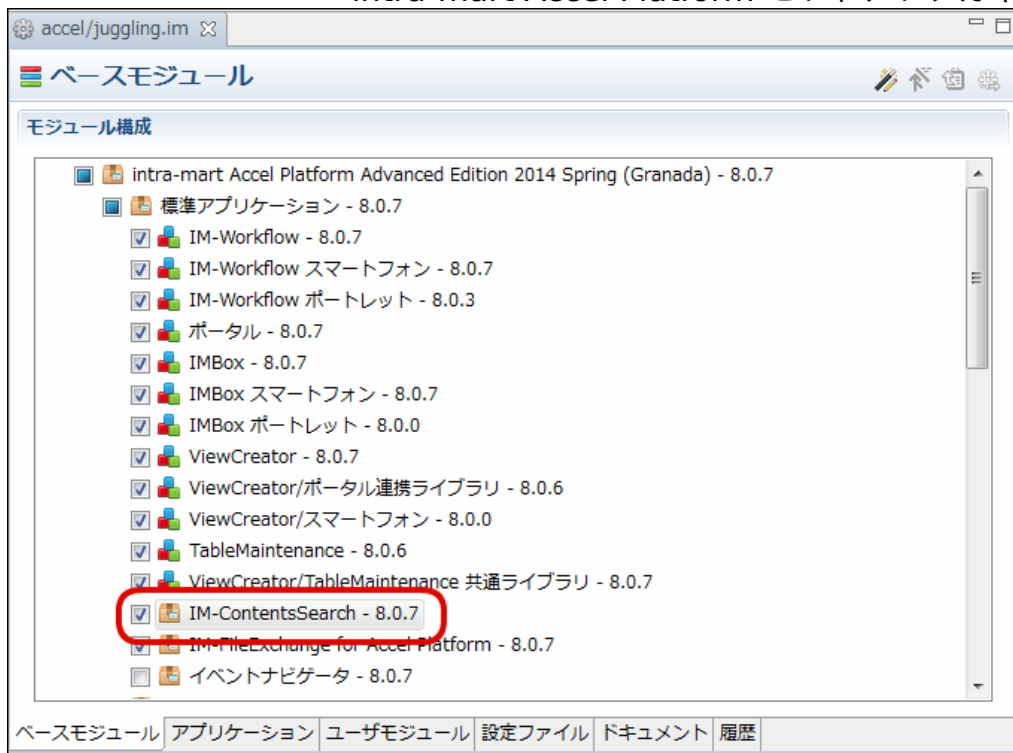 accel/juggling.im
ベースモジュール
モジュール構成
intra-mart Accel Platform Advanced Edition 2014 Spring (Granada) - 8.0.7
標準アプリケーション - 8.0.7
IM-Workflow - 8.0.7
IM-Workflow スマートフォン - 8.0.7
IM-Workflow ポートレット - 8.0.3
ポータル - 8.0.7
IMBox - 8.0.7
IMBox スマートフォン - 8.0.7
IMBox ポートレット - 8.0.0
ViewCreator - 8.0.7
ViewCreator/ポータル連携ライブラリ - 8.0.6
ViewCreator/スマートフォン - 8.0.0
TableMaintenance - 8.0.6
ViewCreator/TableMaintenance 共通ライブラリ - 8.0.7
IM-ContentsSearch - 8.0.7
IM-FileExchange for Accel Platform - 8.0.7
イベントナビゲータ - 8.0.7
ベースモジュール アプリケーション ユーザモジュール 設定ファイル ドキュメント 履歴